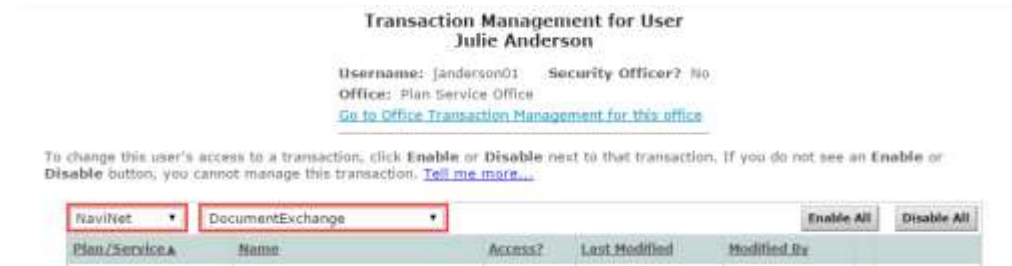 Transaction Management for User
Julie Anderson
Username: janderson01 Security Officer? No
Office: Plan Service Office
Go to Office Transaction Management for this office
To change this user's access to a transaction, click Enable or Disable next to that transaction. If you do not see an Enable or
Disable button, you cannot manage this transaction. Tell me more...
NaviNet DocumentExchange Enable All Disable All
Plan/Service Name Access? Last Modified Modified By